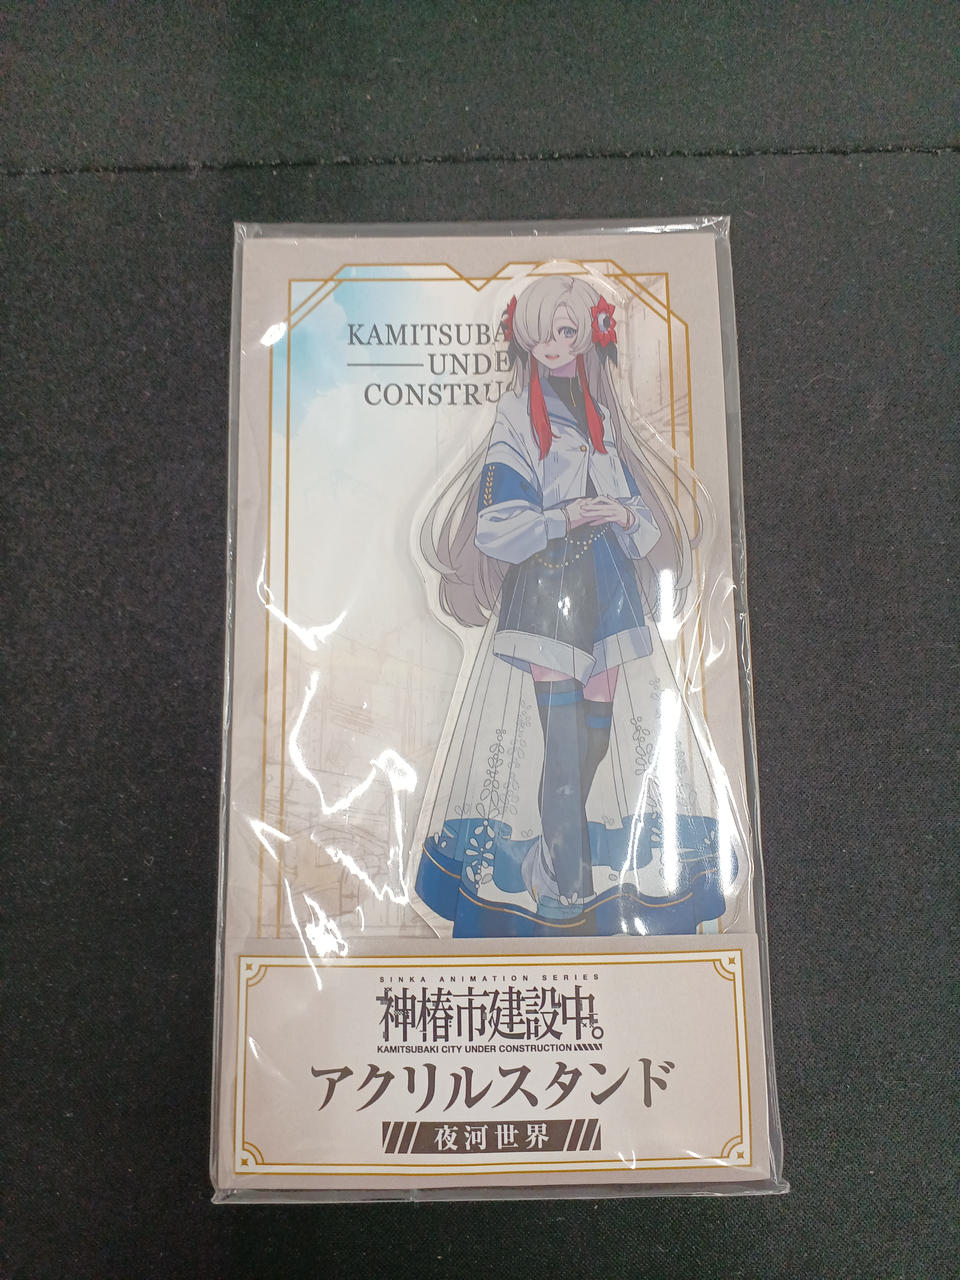 KAMITSUBA
UNDE
CONSTRU
SINKA ANIMATION SERIES
神椿市建設中。
KAMITSUBAKI CITY UNDER CONSTRUCTION
アクリルスタンド
夜河世界